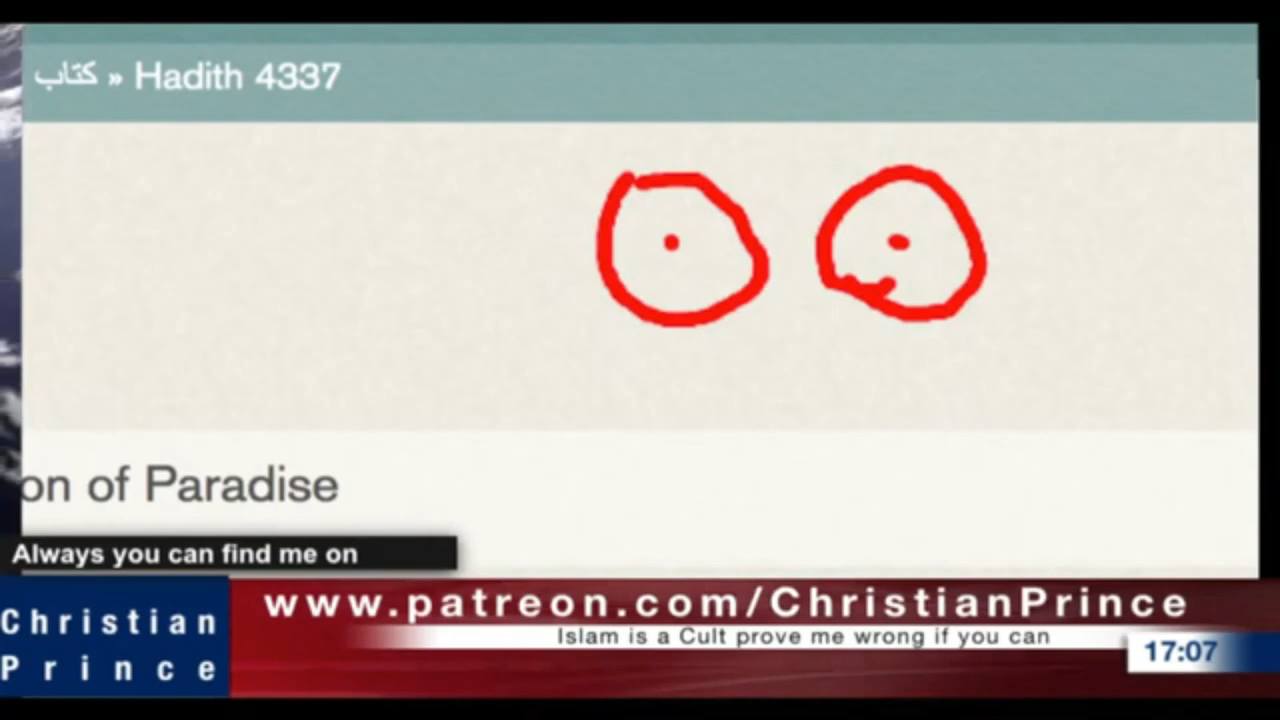 كتاب » Hadith 4337
on of Paradise
Always you can find me on
Christian
Prince
www.patreon.com/ChristianPrince
Islam is a Cult prove me wrong if you can
17:07